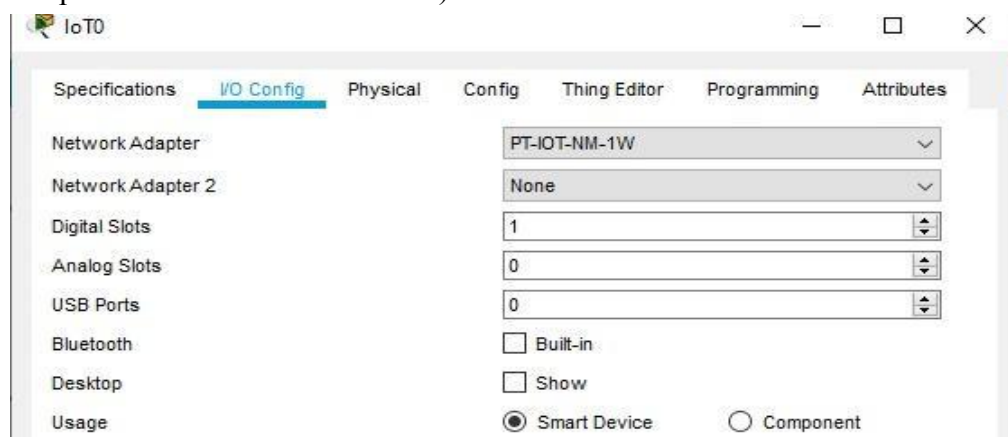 IoT0
Specifications I/O Config Physical Config Thing Editor Programming Attributes
Network Adapter PT-IOT-NM-1W
Network Adapter 2 None
Digital Slots 1
Analog Slots 0
USB Ports 0
Bluetooth Built-in
Desktop Show
Usage Smart Device Component